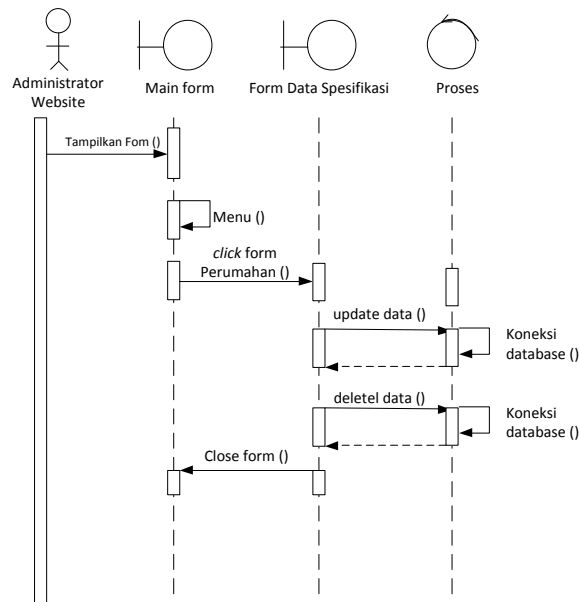 Administrator
Website
Main form
Form Data Spesifikasi
Proses
Tampilkan Fom ()
Menu ()
click form
Perumahan ()
update data ()
Koneksi
database ()
deletel data ()
Koneksi
database ()
Close form ()